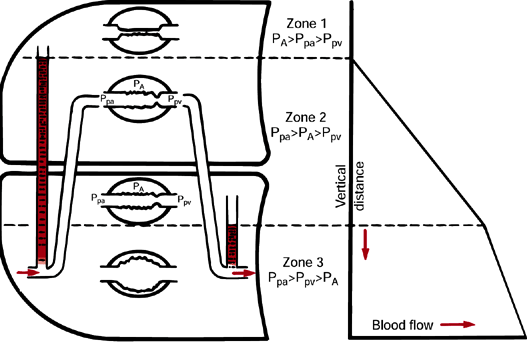 Zone 1
PA>Ppa>Ppv
PA
Ppa Ppv
Zone 2
Ppa>PA>Ppv
PA
Ppa Ppv
Zone 3
Ppa>Ppv>PA
Vertical
distance
Blood flow